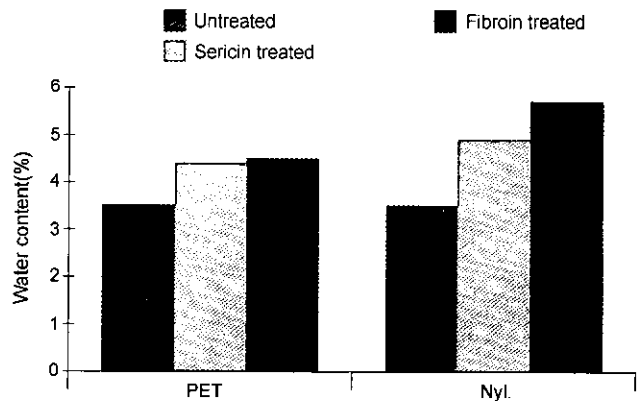 Untreated
Fibroin treated
Sericin treated
6
5
4
3
2
1
0
Water content(%)
PET
Nyl.